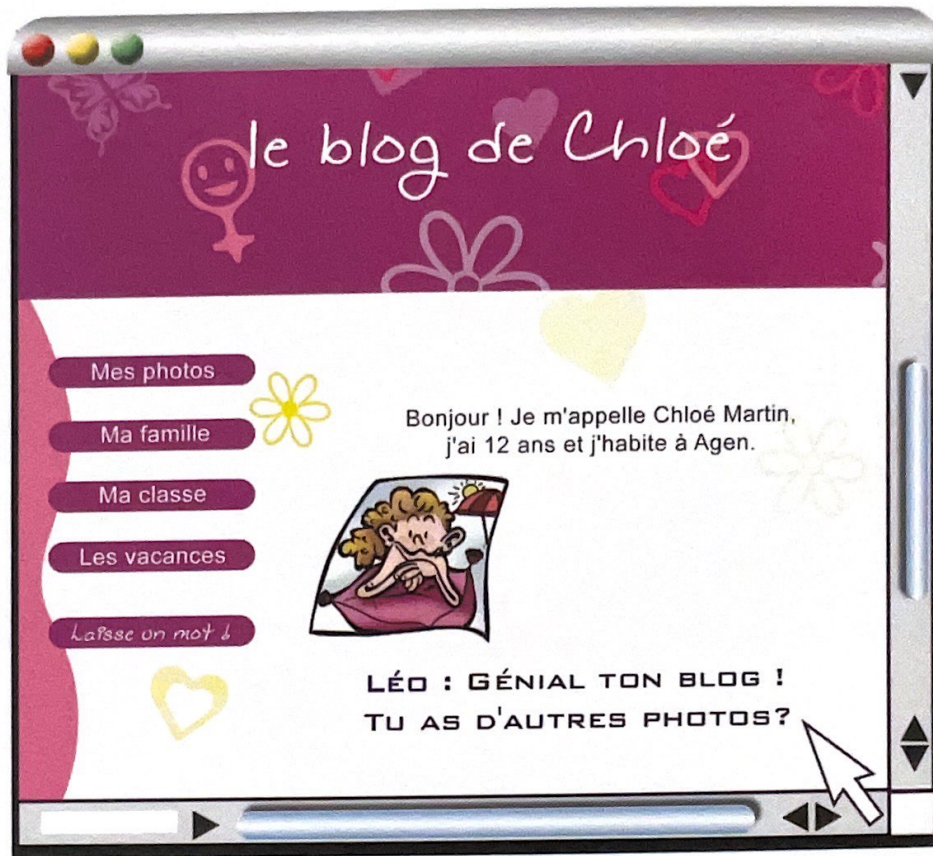 le blog de Chloé
Mes photos
Ma famille
Ma classe
Les vacances
Laisse un mot !
Bonjour ! Je m'appelle Chloé Martin,
j'ai 12 ans et j'habite à Agen.
LÉO : GÉNIAL TON BLOG !
TU AS D'AUTRES PHOTOS?